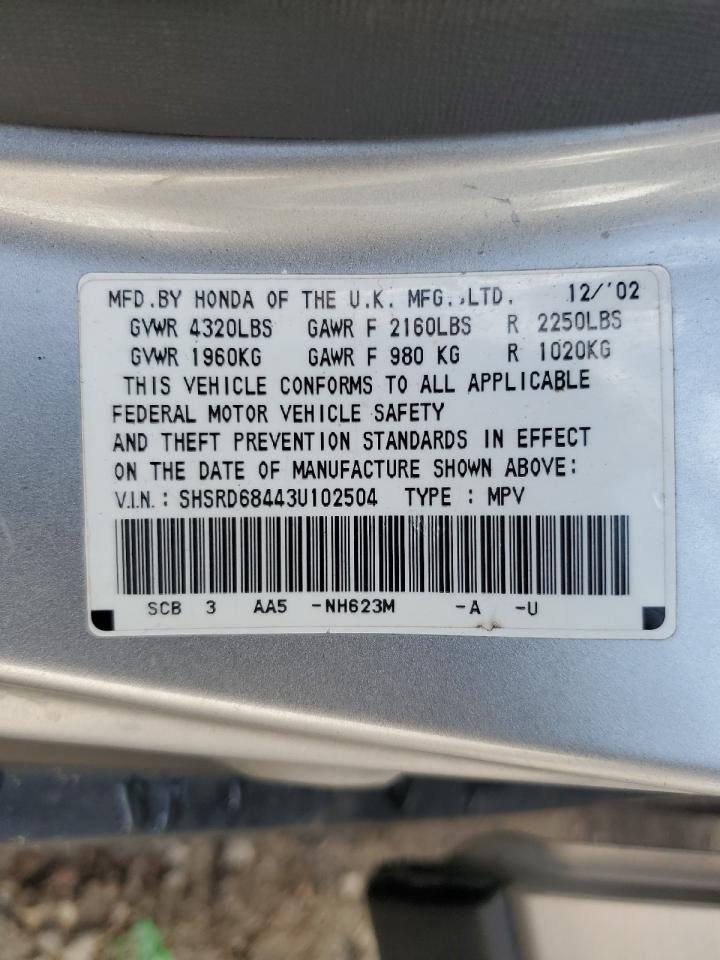 MFD.BY HONDA OF THE U.K. MFG.,LTD. 12/'02
GVWR 4320LBS GAWR F 2160LBS R 2250LBS
GVWR 1960KG GAWR F 980 KG R 1020KG
THIS VEHICLE CONFORMS TO ALL APPLICABLE
FEDERAL MOTOR VEHICLE SAFETY
AND THEFT PREVENTION STANDARDS IN EFFECT
ON THE DATE OF MANUFACTURE SHOWN ABOVE:
V.I.N. : SHSRD68443U102504 TYPE : MPV
SCB 3 AA5 -NH623M -A -U